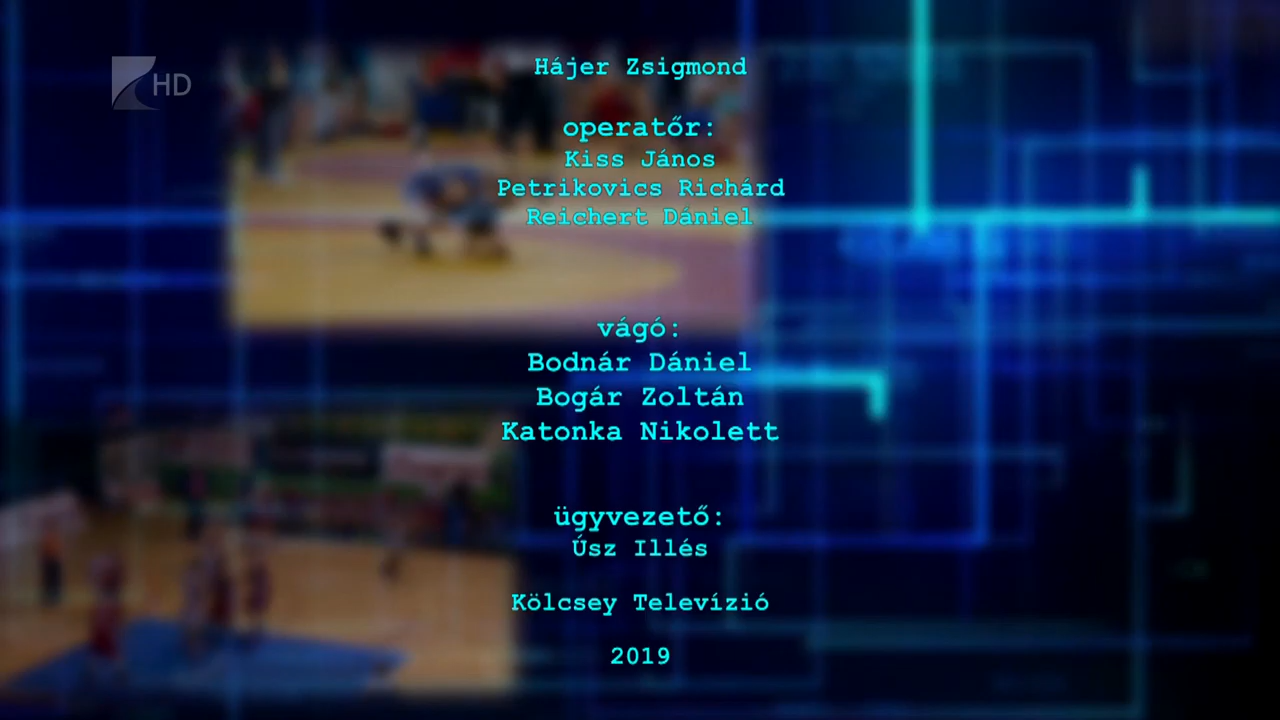 HD
Hájer Zsigmond
operatőr:
Kiss János
Petrikovics Richárd
Reichert Dániel
vágó:
Bodnár Dániel
Bogár Zoltán
Katonka Nikolett
ügyvezető:
Úsz Illés
Kölcsey Televízió
2019